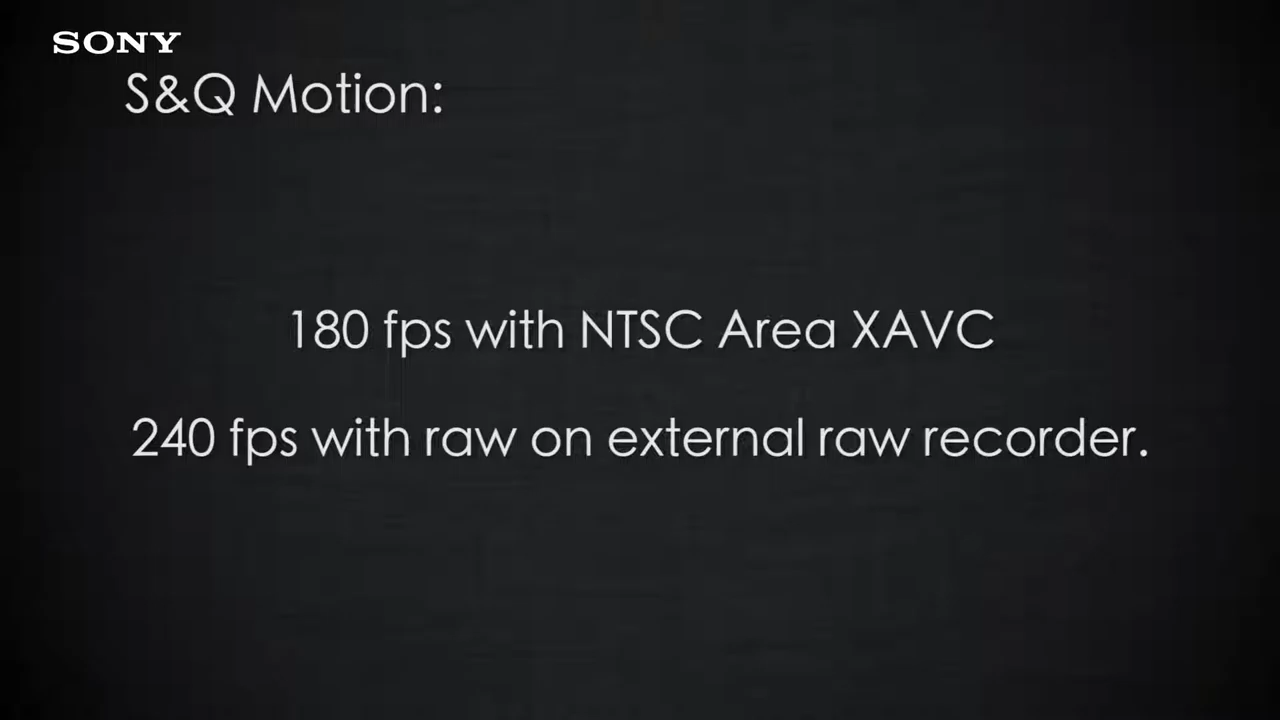 SONY
S&Q Motion:
180 fps with NTSC Area XAVC
240 fps with raw on external raw recorder.